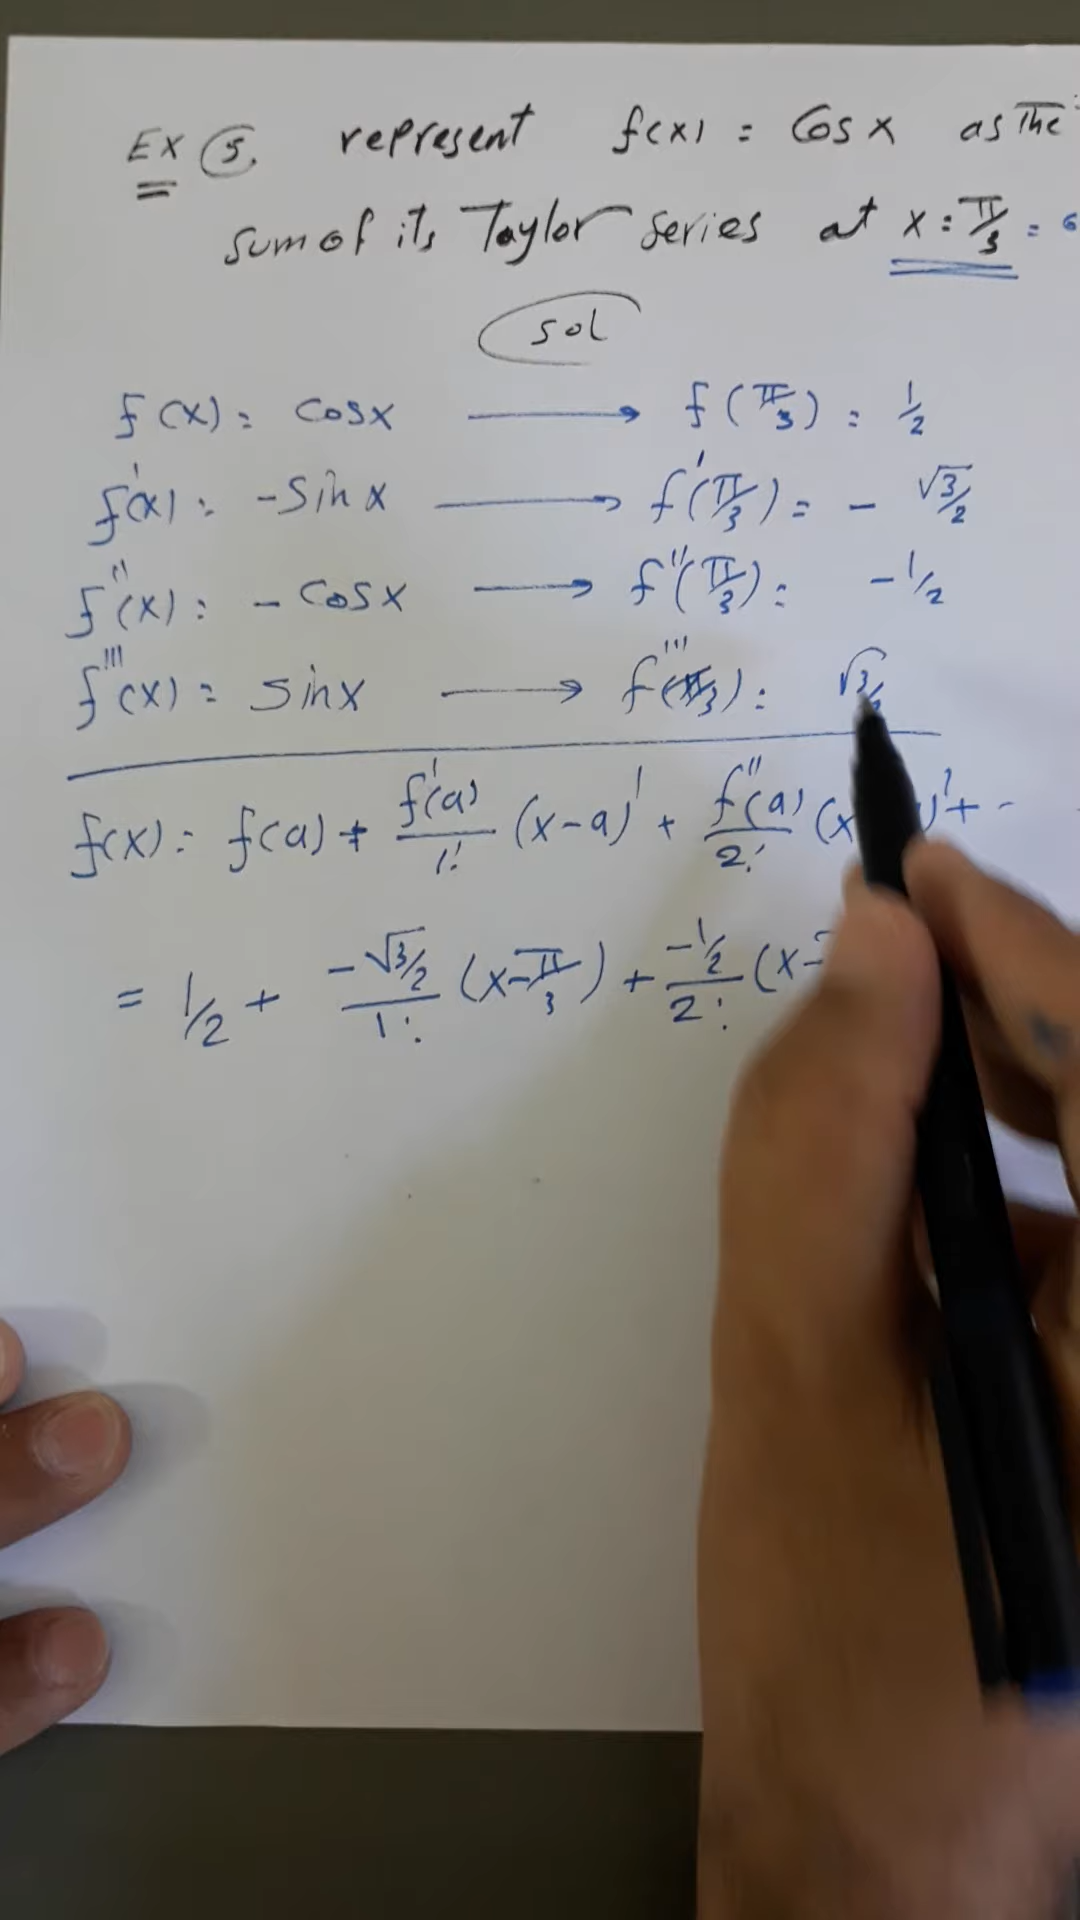 EX 5. represent f(x) = Cos x as the
sum of its Taylor series at x = π/3 =
sol
f(x) = cosx → f(π/3) = 1/2
f'(x) = -Sinx → f'(π/3) = - √3/2
f''(x) = - cosx → f''(π/3) = -1/2
f'''(x) = sinx → f'''(π/3) = √3/
f(x) = f(a) + f'(a)/1! (x-a)' + f''(a)/2! (x )² + -
= 1/2 + -√3/2/1! (x-π/3) + -1/2/2! (x-